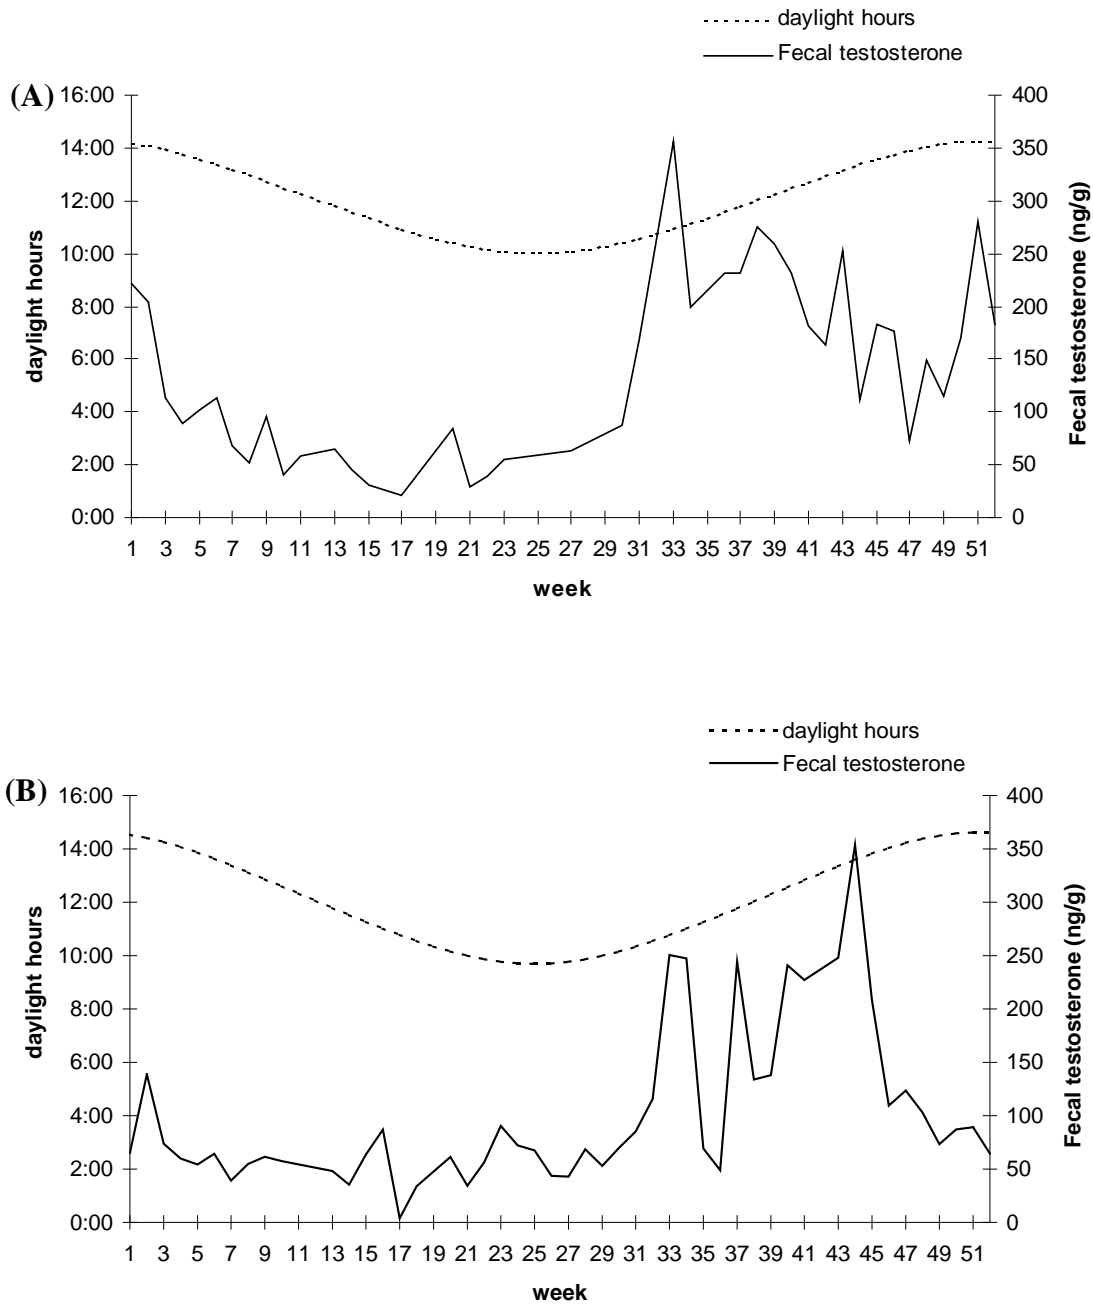 daylight hours
Fecal testosterone
(A)
16:00 400
14:00 350
12:00 300
10:00 250
8:00 200
6:00 150
4:00 100
2:00 50
0:00 0
daylight hours
Fecal testosterone (ng/g)
1 3 5 7 9 11 13 15 17 19 21 23 25 27 29 31 33 35 37 39 41 43 45 47 49 51
week
daylight hours
Fecal testosterone
(B)
16:00 400
14:00 350
12:00 300
10:00 250
8:00 200
6:00 150
4:00 100
2:00 50
0:00 0
daylight hours
Fecal testosterone (ng/g)
1 3 5 7 9 11 13 15 17 19 21 23 25 27 29 31 33 35 37 39 41 43 45 47 49 51
week